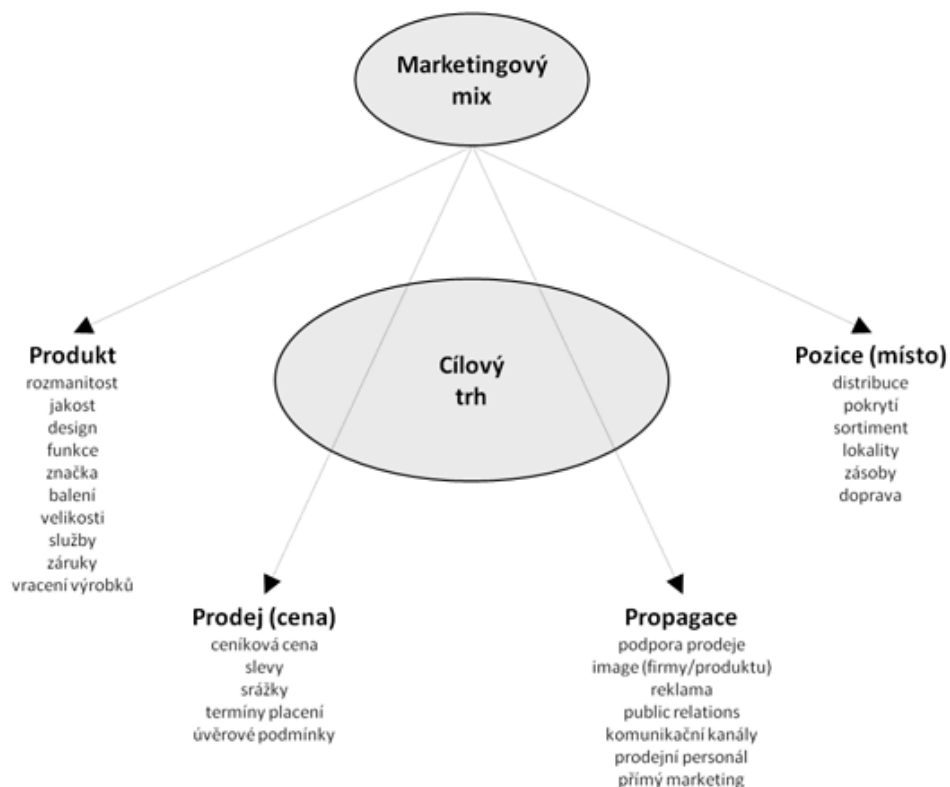 Marketingový
mix
Cílový
trh
Produkt
rozmanitost
jakost
design
funkce
značka
balení
velikosti
služby
záruky
vracení výrobků
Pozice (místo)
distribuce
pokrytí
sortiment
lokality
zásoby
doprava
Prodej (cena)
ceníková cena
slevy
srážky
termíny placení
úvěrové podmínky
Propagace
podpora prodeje
image (firmy/produktu)
reklama
public relations
komunikační kanály
prodejní personál
přímý marketing